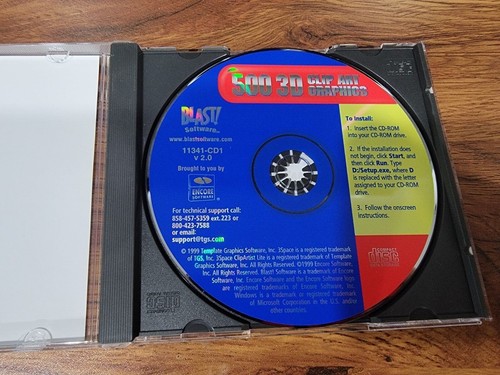 500 3D CLIP ART
GRAPHICS
BLAST!
Software™
www.blastsoftware.com
11341-CD1
v 2.0
Brought to you by
ENCORE
SOFTWARE
For technical support call:
858-457-5359 ext. 223 or
800-423-7588
or email:
support@tgs.com
To Install:
1. Insert the CD-ROM
into your CD-ROM drive.
2. If the installation does
not begin, click Start, and
then click Run. Type
D:/Setup.exe, where D
is replaced with the letter
assigned to your CD-ROM
drive.
3. Follow the onscreen
instructions.
COMPACT
disc
© 1999 Template Graphics Software, Inc. 3Space is a registered trademark
of TGS, Inc. 3Space ClipArtist Lite is a registered trademark of Template Graphics
Software, Inc. All Rights Reserved. ©1999 Encore Software,
Inc. All Rights Reserved. Blast! Software is a trademark of Encore
Software, Inc. Encore Software and the Encore Software logo
are registered trademarks of Encore Software, Inc.
Windows is a trademark or registered trademark
of Microsoft Corporation in the U.S. and/or
other countries.